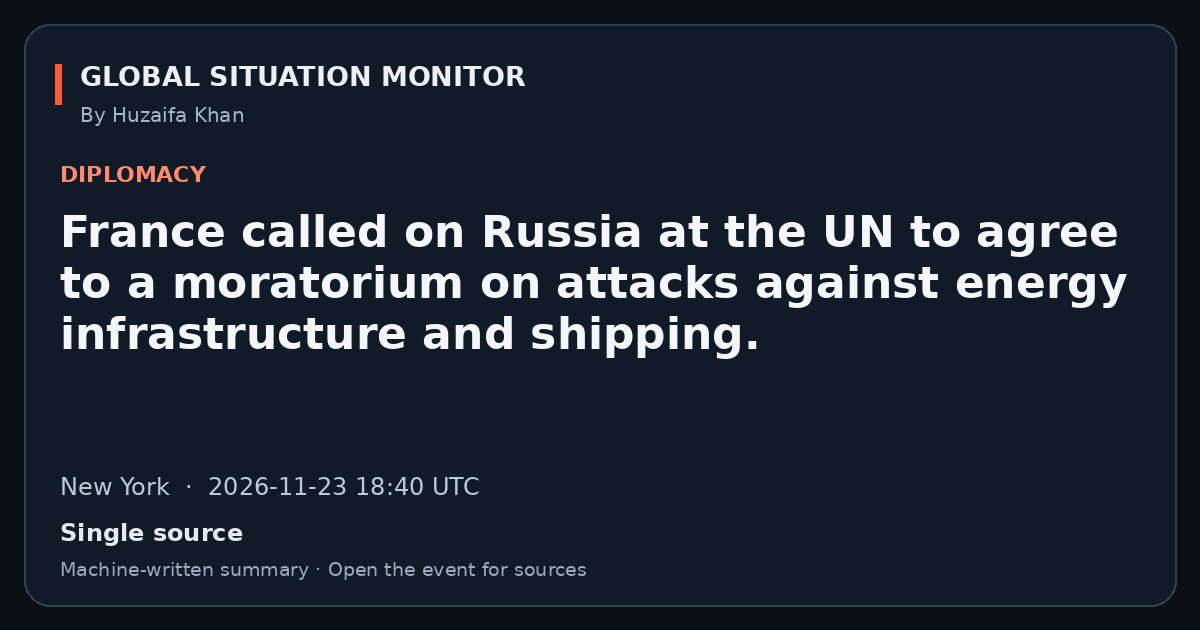 GLOBAL SITUATION MONITOR
By Huzaifa Khan
DIPLOMACY
France called on Russia at the UN to agree
to a moratorium on attacks against energy
infrastructure and shipping.
New York · 2026-11-23 18:40 UTC
Single source
Machine-written summary · Open the event for sources